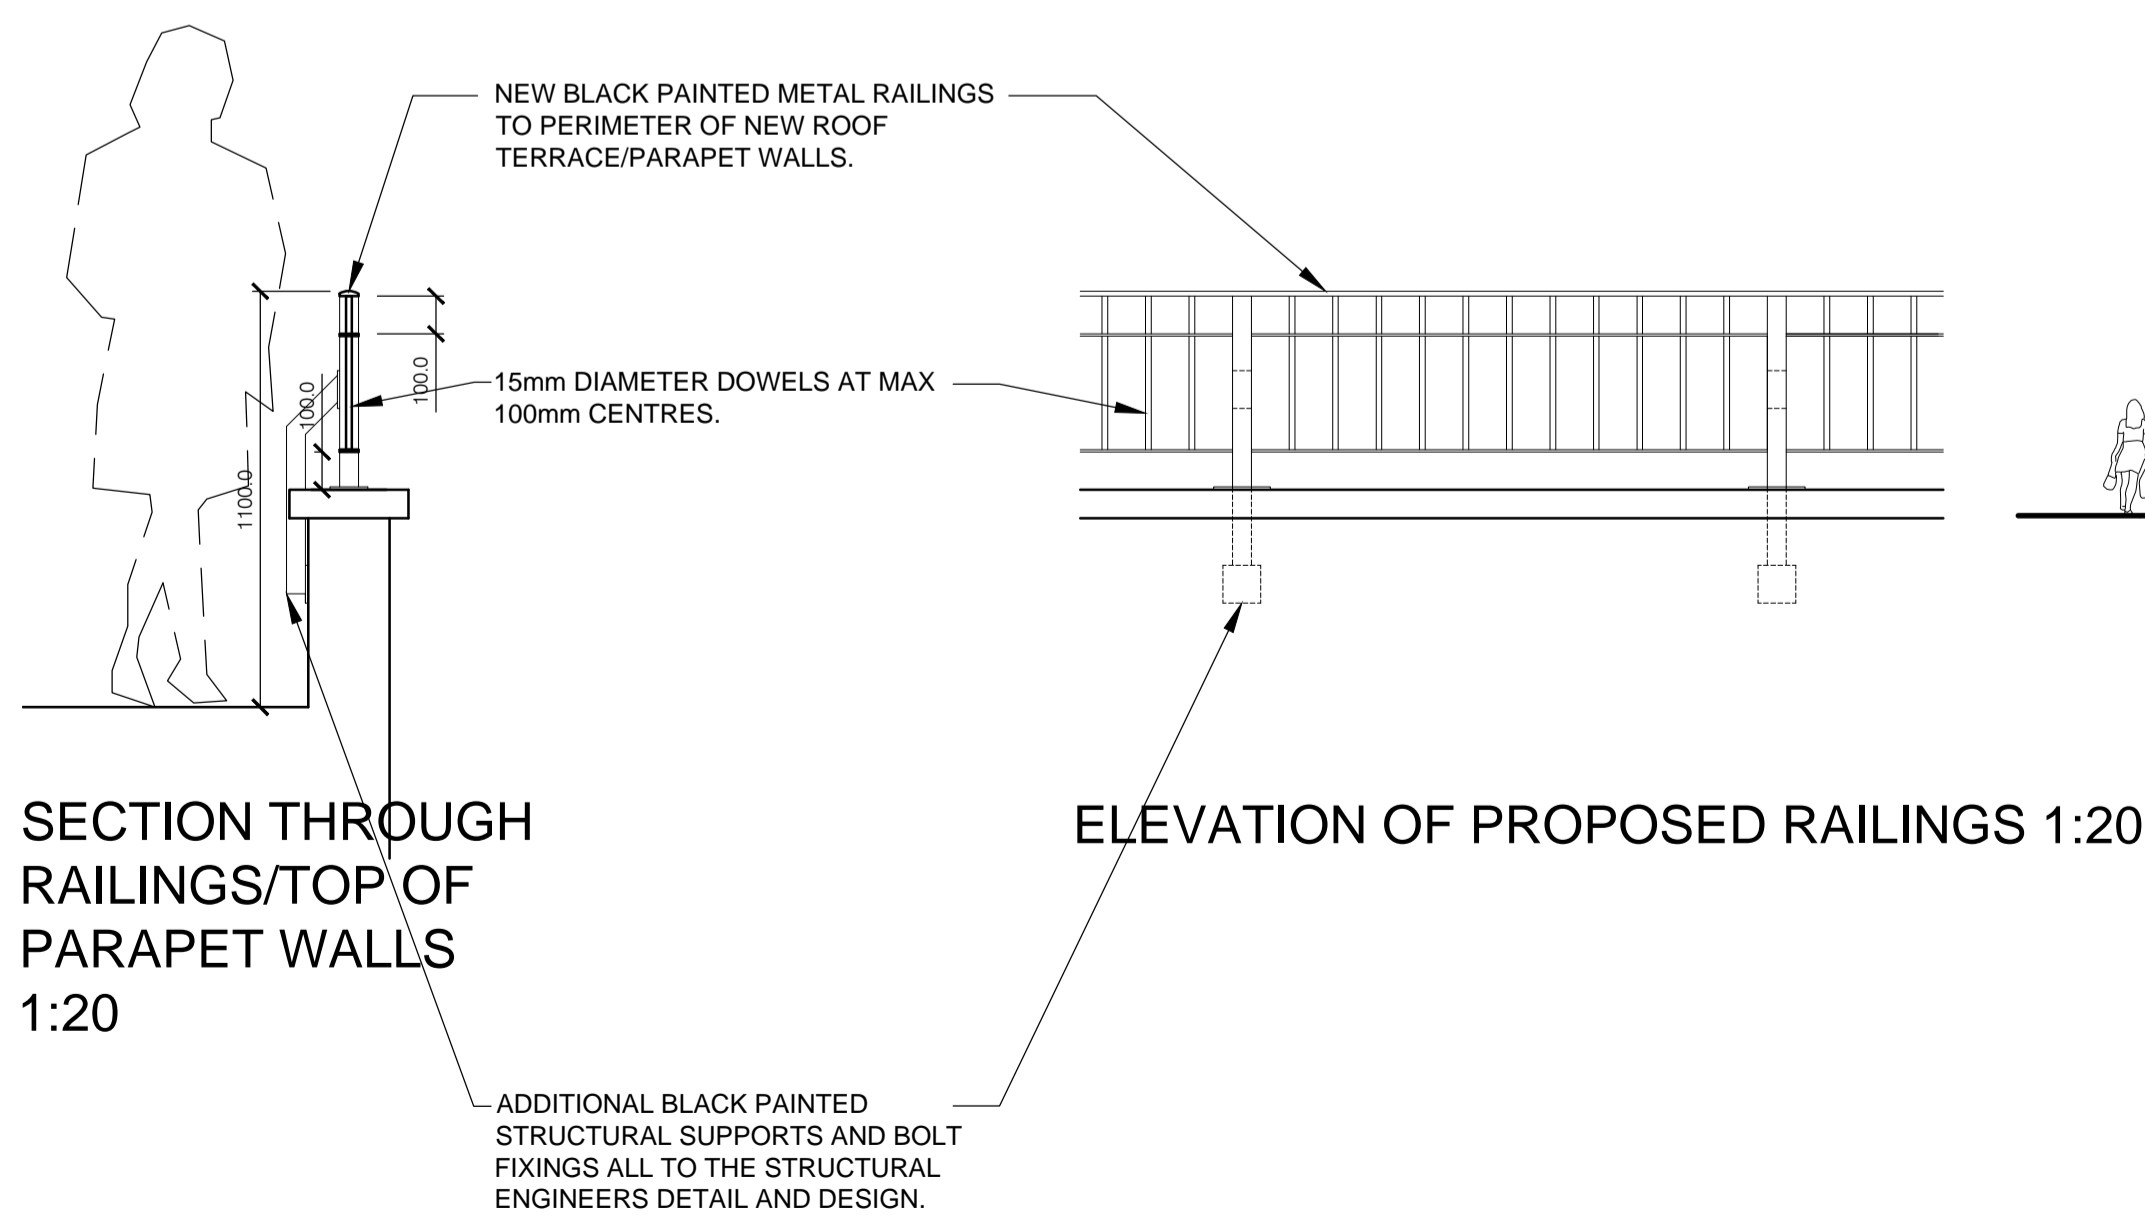 NEW BLACK PAINTED METAL RAILINGS
TO PERIMETER OF NEW ROOF
TERRACE/PARAPET WALLS.
100.0
100.0
1100.0
15mm DIAMETER DOWELS AT MAX
100mm CENTRES.
SECTION THROUGH
RAILINGS/TOP OF
PARAPET WALLS
1:20
ELEVATION OF PROPOSED RAILINGS 1:20
ADDITIONAL BLACK PAINTED
STRUCTURAL SUPPORTS AND BOLT
FIXINGS ALL TO THE STRUCTURAL
ENGINEERS DETAIL AND DESIGN.